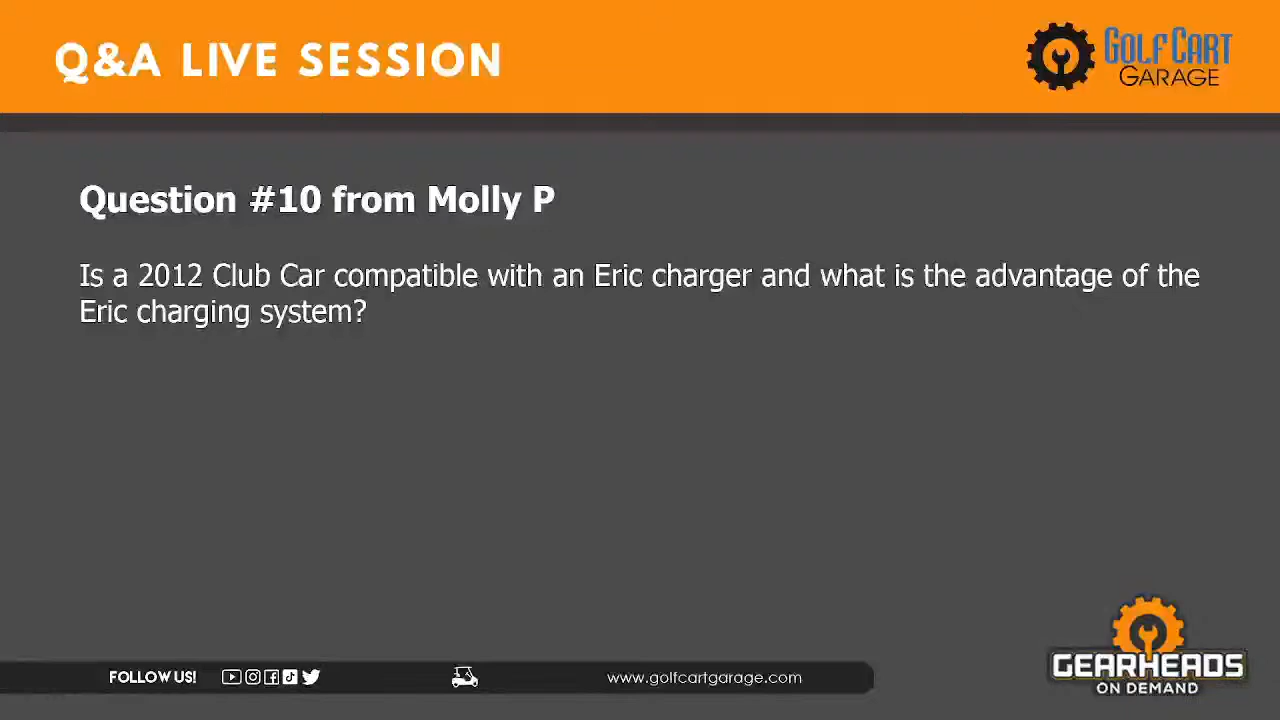 Q&A LIVE SESSION
GOLF CART
GARAGE
Question #10 from Molly P
Is a 2012 Club Car compatible with an Eric charger and what is the advantage of the
Eric charging system?
FOLLOW US!
www.golfcartgarage.com
GEARHEADS
ON DEMAND